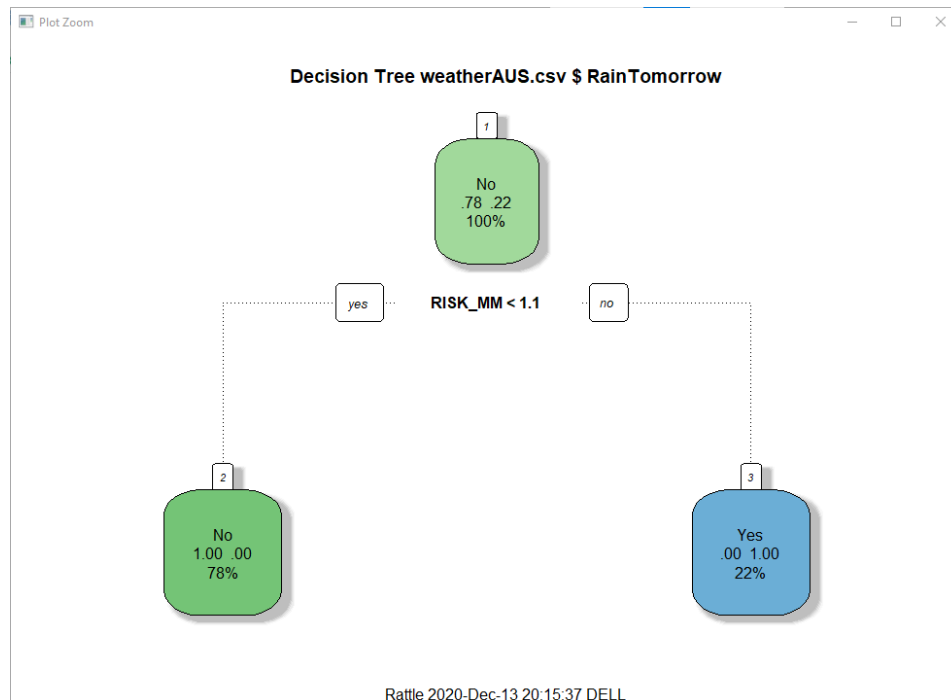 Plot Zoom
Decision Tree weatherAUS.csv $ RainTomorrow
1
No
.78 .22
100%
yes
RISK_MM < 1.1
no
2
No
1.00 .00
78%
3
Yes
.00 1.00
22%
Rattle 2020-Dec-13 20:15:37 DELL